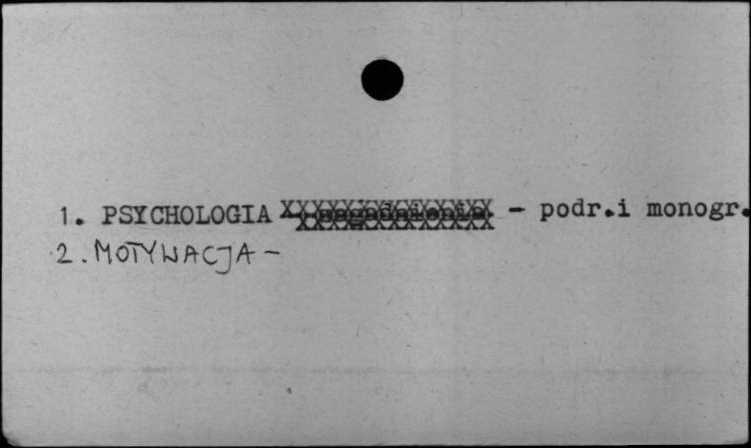 1. PSYCHOLOGIA - podr.i monogr.
2. MOTYWACJA -